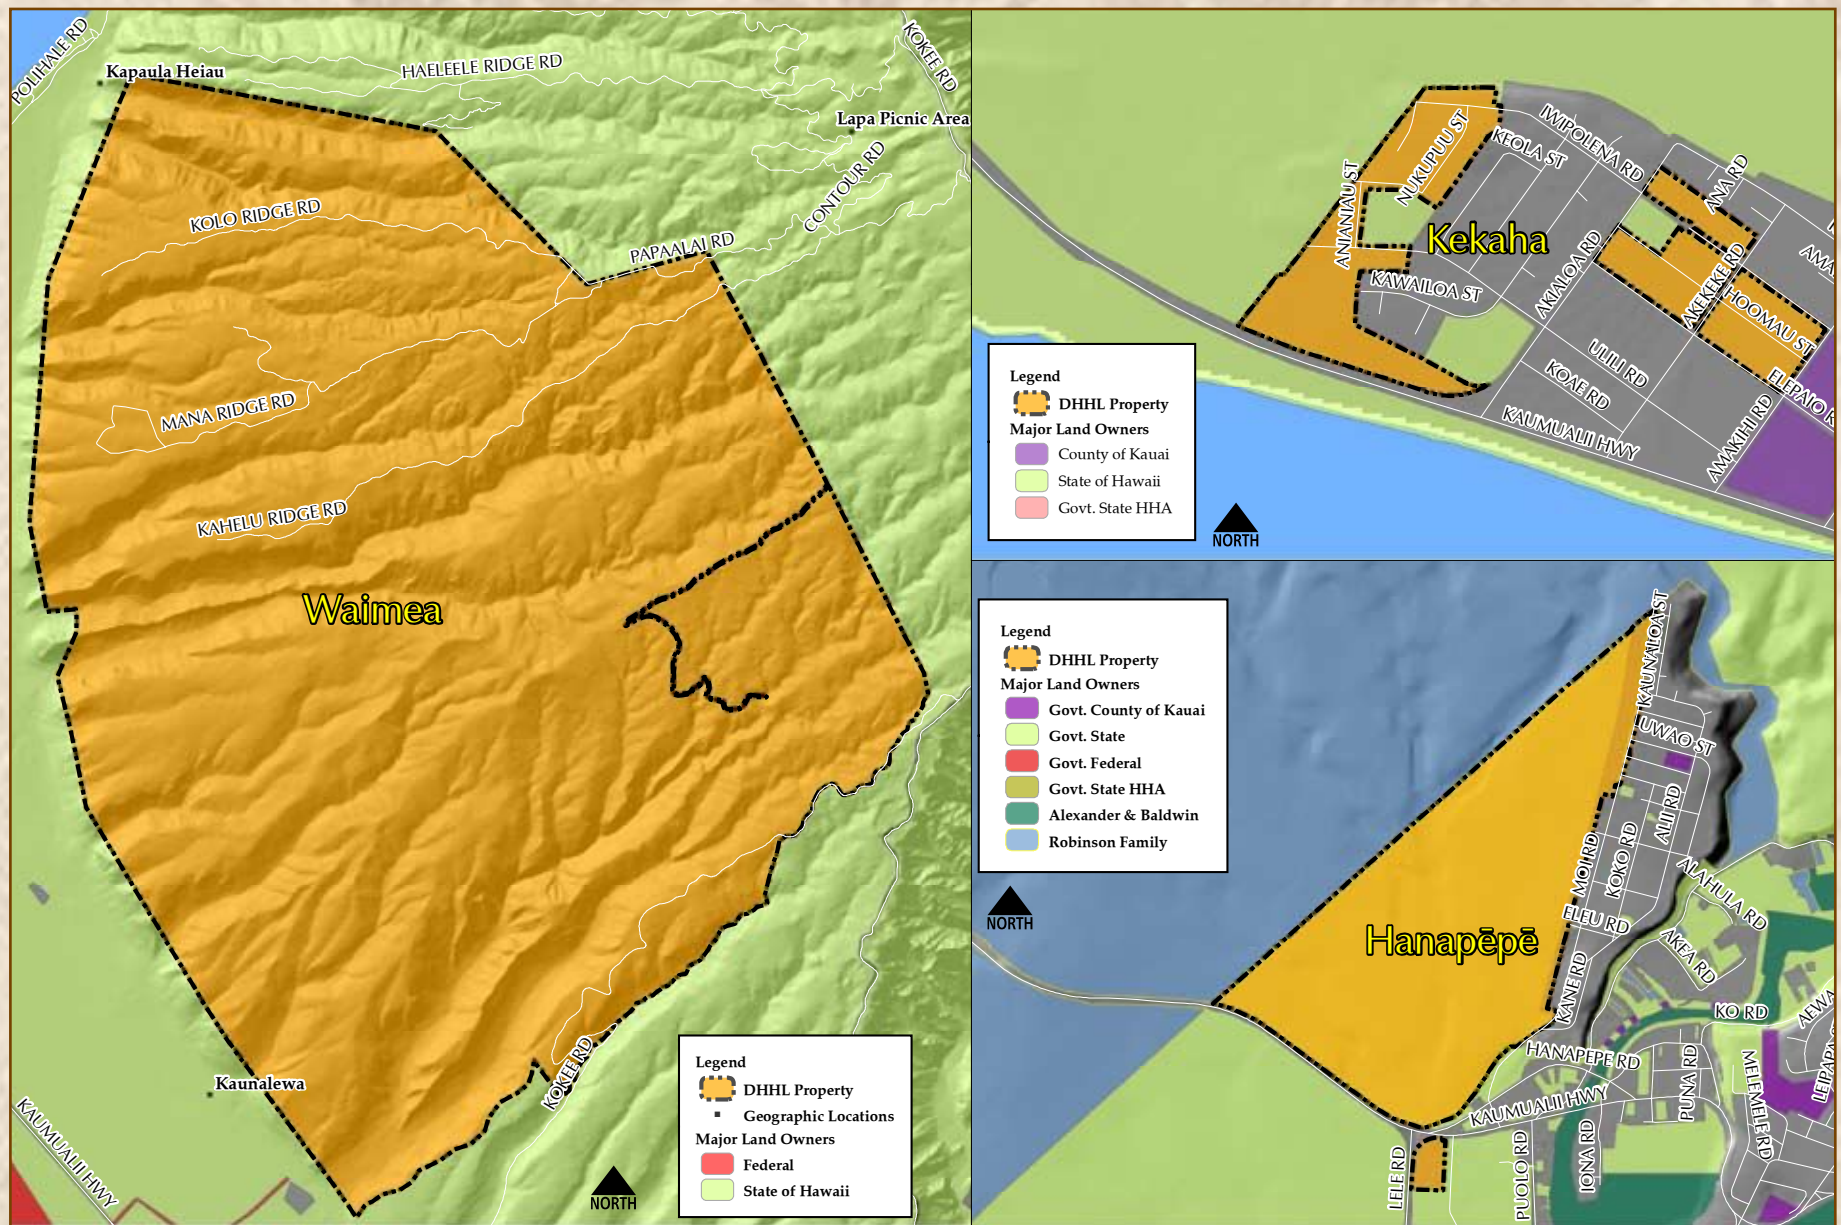 POLIHALE RD
Kapaula Heiau
HAELEELE RIDGE RD
KOKEE RD
Lapa Picnic Area
CONTOUR RD
KOLO RIDGE RD
PAPAALAI RD
MANA RIDGE RD
KAHELU RIDGE RD
Waimea
KOKEE RD
Kaunalewa
KAUMUALII HWY
NORTH
Legend
DHHL Property
Geographic Locations
Major Land Owners
Federal
State of Hawaii
IWIPOLENA RD
KEOLA ST
NUKUPUU ST
ANIANIAU ST
ANA RD
Kekaha
AMA
KAWAILOA ST
AKIALOA RD
AKEKEKE RD
HOOMAU ST
ULILI RD
KOAE RD
ELEPAIO R
AMAKIHI RD
KAUMUALII HWY
Legend
DHHL Property
Major Land Owners
County of Kauai
State of Hawaii
Govt. State HHA
NORTH
Legend
DHHL Property
Major Land Owners
Govt. County of Kauai
Govt. State
Govt. Federal
Govt. State HHA
Alexander & Baldwin
Robinson Family
NORTH
KAUNALOA ST
UWAO ST
ALII RD
KOKO RD
MOI RD
ALAHULA RD
ELEU RD
AKEA RD
Hanapēpē
KANE RD
KO RD
AEWA
HANAPEPE RD
PUNA RD
MELEMELE RD
LEIPAPA
KAUMUALII HWY
LELE RD
PUOLO RD
IONA RD